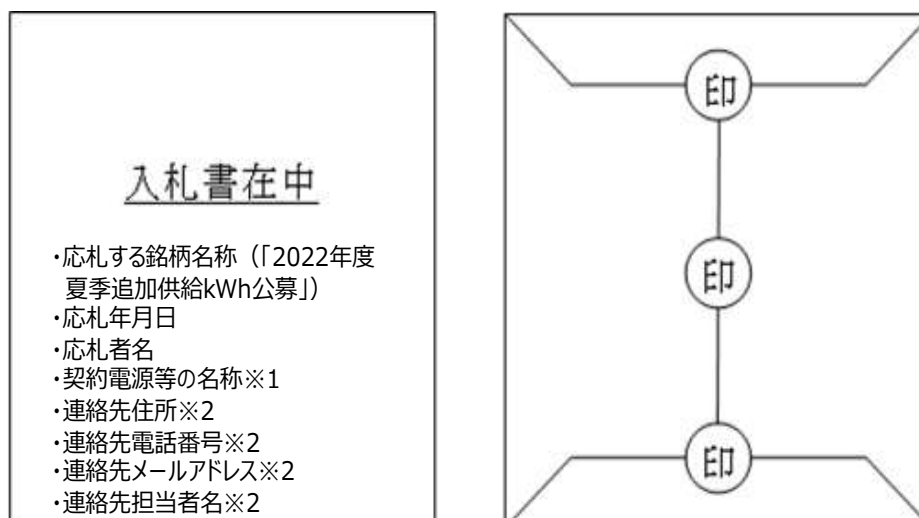 入札書在中
・応札する銘柄名称（「2022年度
夏季追加供給kWh公募」）
・応札年月日
・応札者名
・契約電源等の名称※1
・連絡先住所※2
・連絡先電話番号※2
・連絡先メールアドレス※2
・連絡先担当者名※2
印
印
印